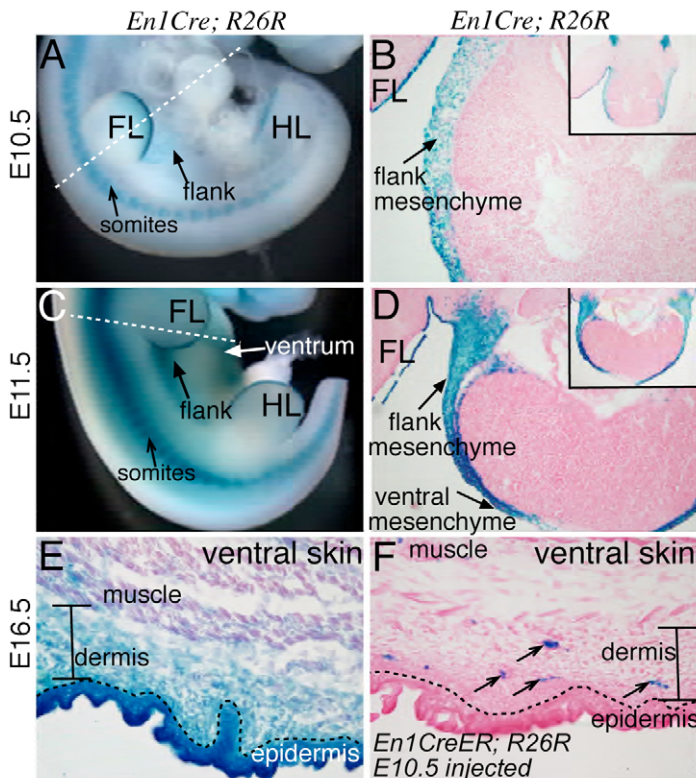 En1Cre; R26R
En1Cre; R26R
E10.5
A
FL
HL
flank
somites
B
FL
flank
mesenchyme
E11.5
C
FL
ventrum
flank
HL
somites
D
FL
flank
mesenchyme
ventral
mesenchyme
E16.5
E
ventral skin
muscle
dermis
epidermis
muscle
F
ventral skin
dermis
epidermis
En1CreER; R26R
E10.5 injected